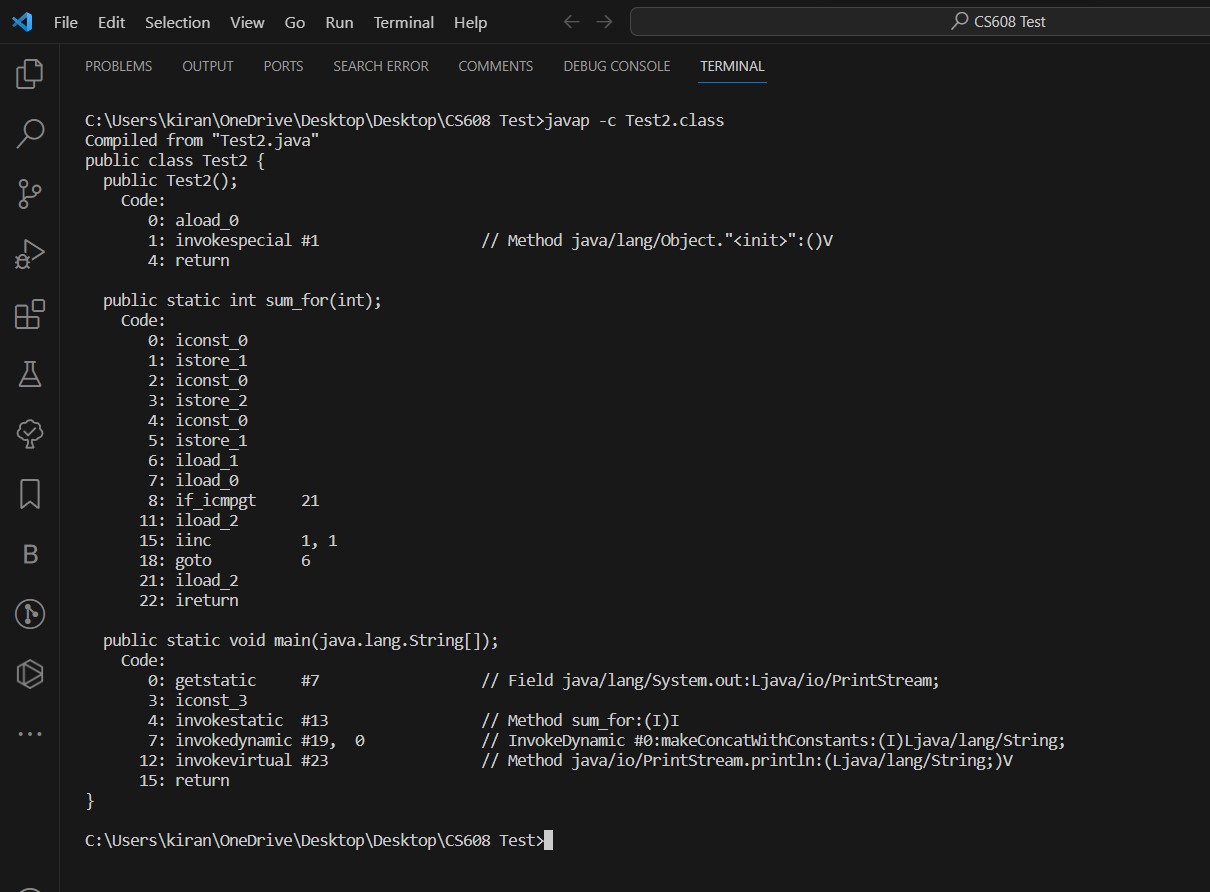 File Edit Selection View Go Run Terminal Help CS608 Test
PROBLEMS OUTPUT PORTS SEARCH ERROR COMMENTS DEBUG CONSOLE TERMINAL
C:\Users\kiran\OneDrive\Desktop\Desktop\CS608 Test>javap -c Test2.class
Compiled from "Test2.java"
public class Test2 {
  public Test2();
    Code:
       0: aload_0
       1: invokespecial #1                  // Method java/lang/Object."<init>":()V
       4: return

  public static int sum_for(int);
    Code:
       0: iconst_0
       1: istore_1
       2: iconst_0
       3: istore_2
       4: iconst_0
       5: istore_1
       6: iload_1
       7: iload_0
       8: if_icmpgt     21
      11: iload_2
      15: iinc          1, 1
      18: goto          6
      21: iload_2
      22: ireturn

  public static void main(java.lang.String[]);
    Code:
       0: getstatic     #7                  // Field java/lang/System.out:Ljava/io/PrintStream;
       3: iconst_3
       4: invokestatic  #13                 // Method sum_for:(I)I
       7: invokedynamic #19,  0             // InvokeDynamic #0:makeConcatWithConstants:(I)Ljava/lang/String;
      12: invokevirtual #23                 // Method java/io/PrintStream.println:(Ljava/lang/String;)V
      15: return
}

C:\Users\kiran\OneDrive\Desktop\Desktop\CS608 Test>